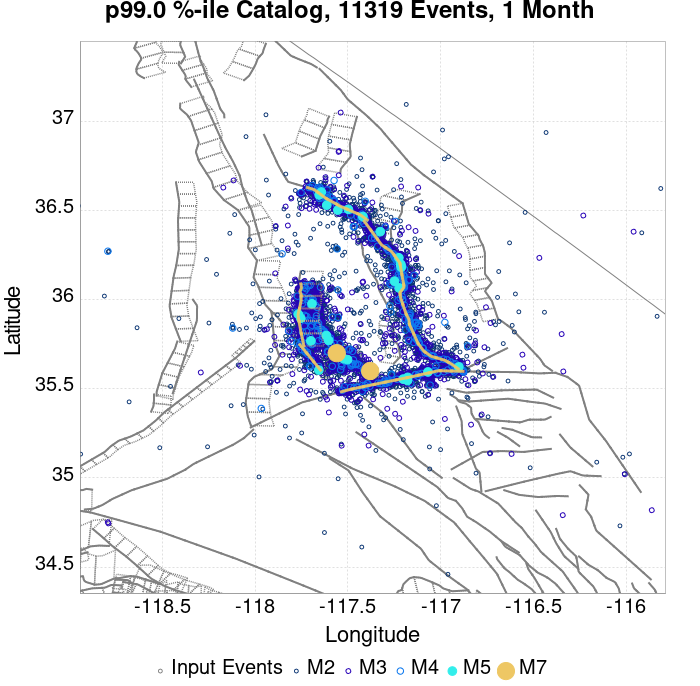 p99.0 %-ile Catalog, 11319 Events, 1 Month
Latitude
37
36.5
36
35.5
35
34.5
-118.5 -118 -117.5 -117 -116.5 -116
Longitude
Input Events M2 M3 M4 M5 M7